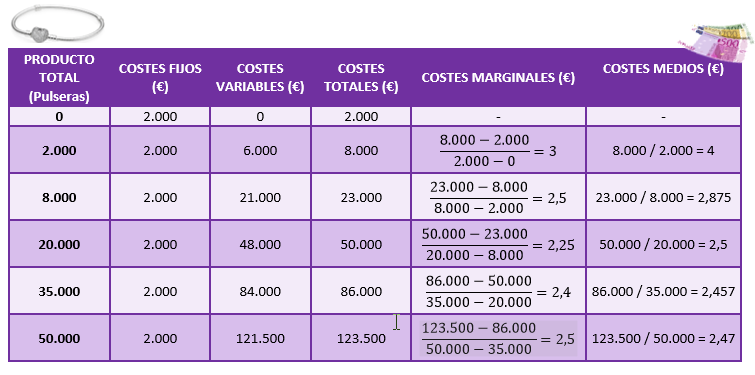 PRODUCTO TOTAL (Pulseras) COSTES FIJOS (€) COSTES VARIABLES (€) COSTES TOTALES (€) COSTES MARGINALES (€) COSTES MEDIOS (€)
0 2.000 0 2.000 - -
2.000 2.000 6.000 8.000 (8.000 − 2.000) / (2.000 − 0) = 3 8.000 / 2.000 = 4
8.000 2.000 21.000 23.000 (23.000 − 8.000) / (8.000 − 2.000) = 2,5 23.000 / 8.000 = 2,875
20.000 2.000 48.000 50.000 (50.000 − 23.000) / (20.000 − 8.000) = 2,25 50.000 / 20.000 = 2,5
35.000 2.000 84.000 86.000 (86.000 − 50.000) / (35.000 − 20.000) = 2,4 86.000 / 35.000 = 2,457
50.000 2.000 121.500 123.500 (123.500 − 86.000) / (50.000 − 35.000) = 2,5 123.500 / 50.000 = 2,47